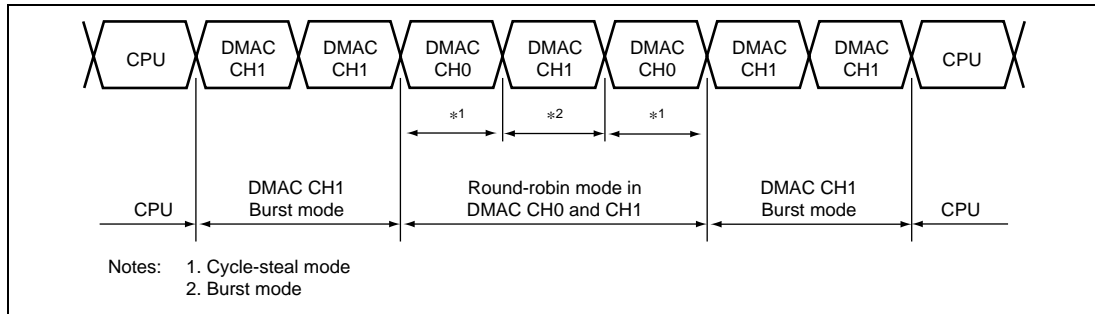 CPU
DMAC
CH1
DMAC
CH1
DMAC
CH0
DMAC
CH1
DMAC
CH0
DMAC
CH1
DMAC
CH1
CPU
*1
*2
*1
CPU
DMAC CH1
Burst mode
Round-robin mode in
DMAC CH0 and CH1
DMAC CH1
Burst mode
CPU
Notes: 1. Cycle-steal mode
2. Burst mode